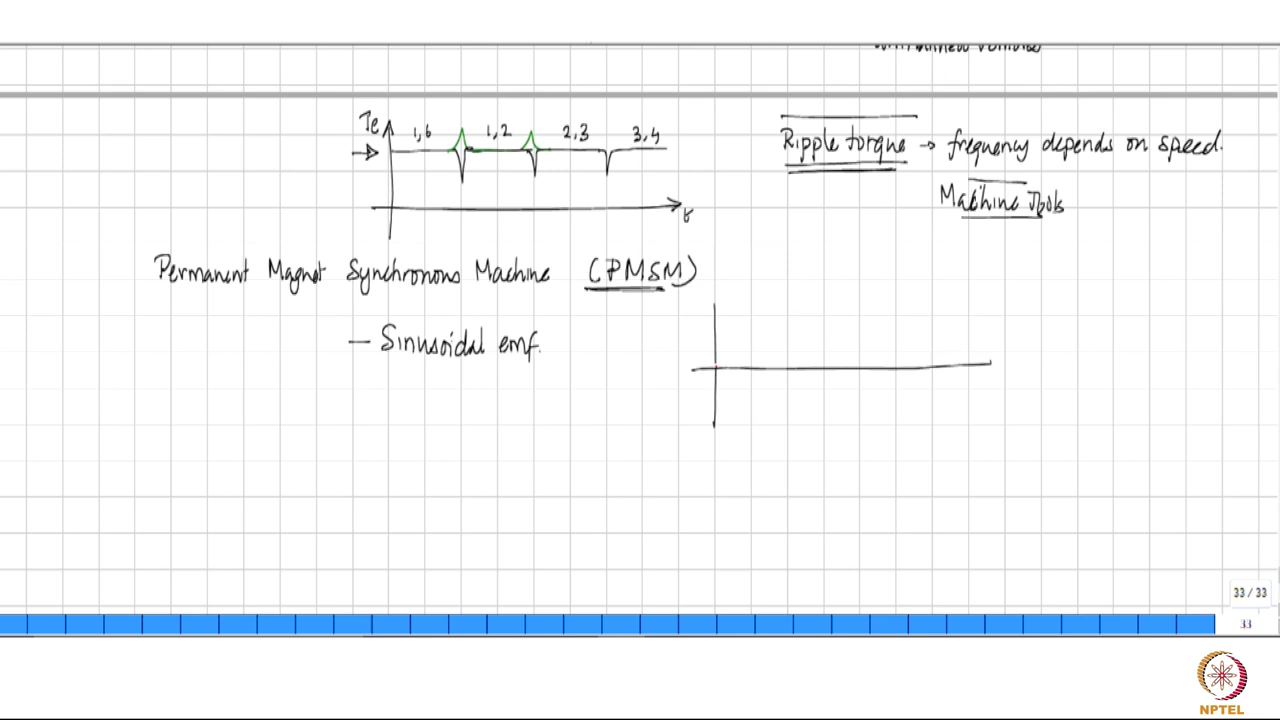 Te 1,6 1,2 2,3 3,4
t
Ripple torque → frequency depends on speed.
Machine Tools
Permanent Magnet Synchronous Machine (PMSM)
— Sinusoidal emf.
33 / 33
33
NPTEL